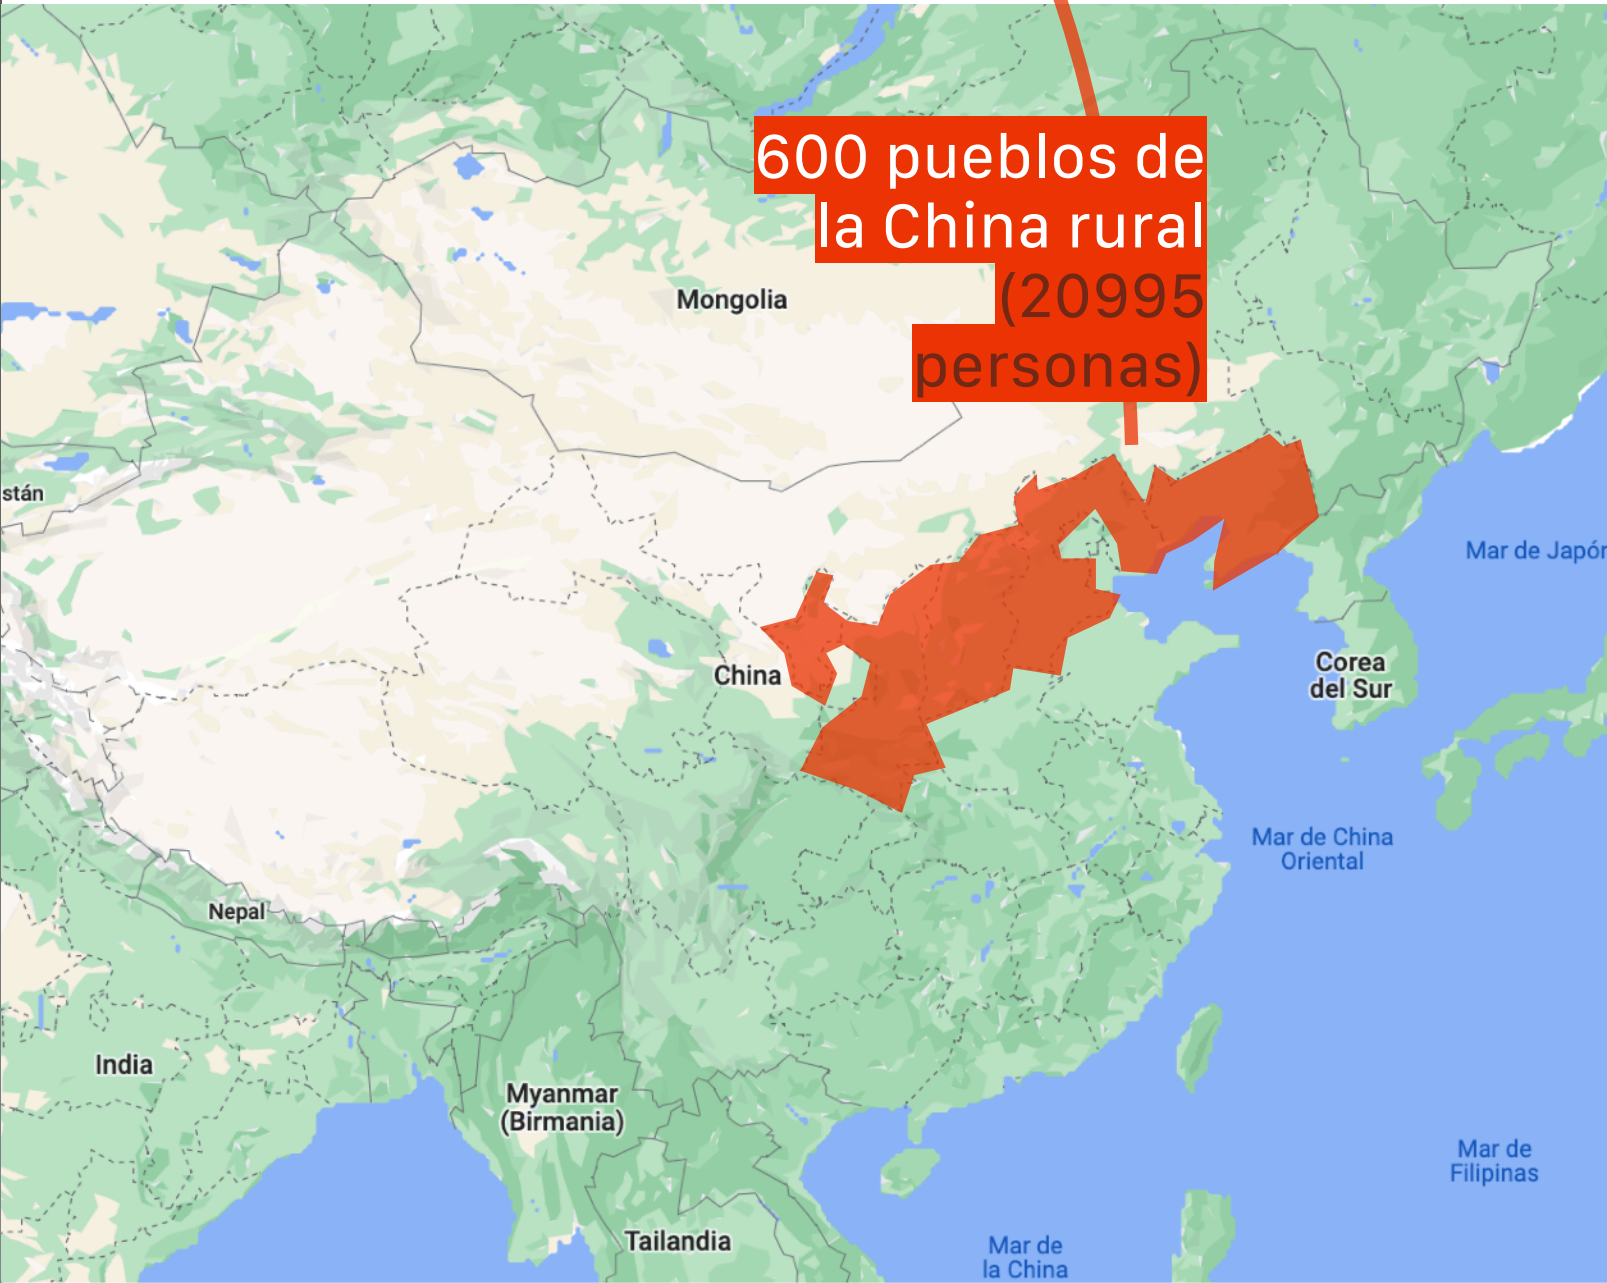 600 pueblos de
la China rural
(20995
personas)
Mongolia
stán
Mar de Japón
China
Corea
del Sur
Mar de China
Oriental
Nepal
India
Myanmar
(Birmania)
Mar de
Filipinas
Tailandia
Mar de
la China